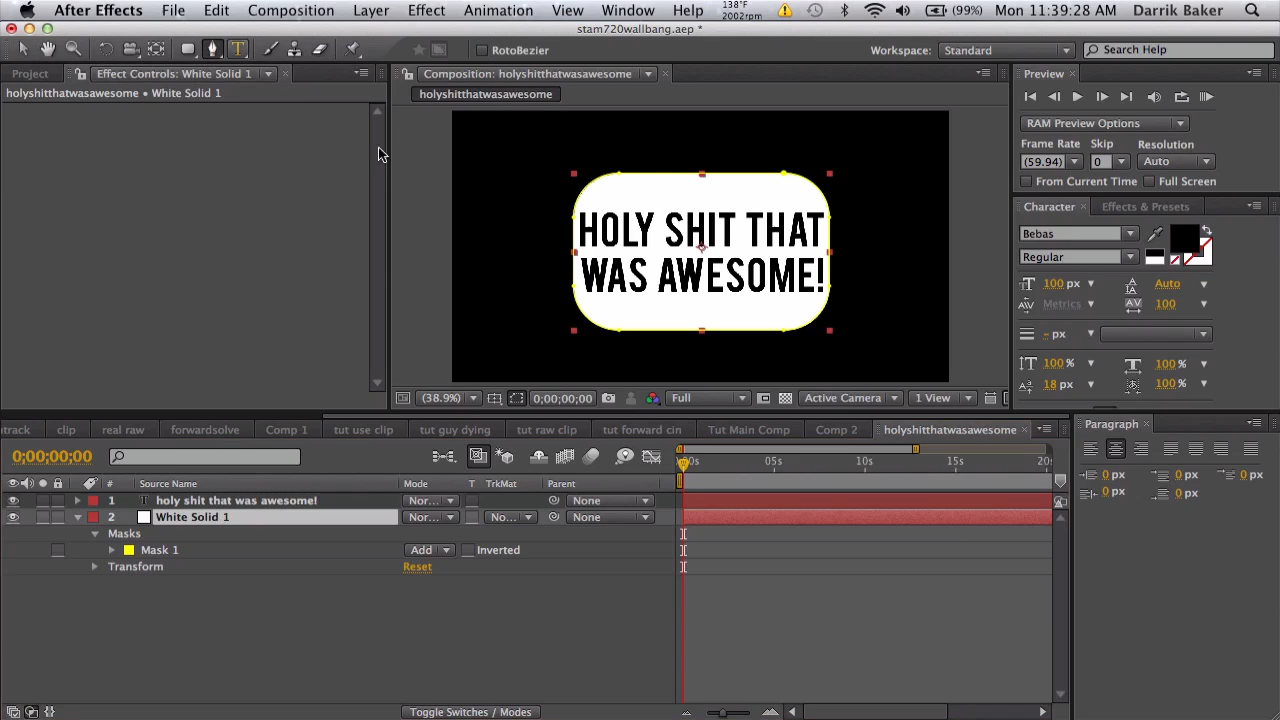 After Effects File Edit Composition Layer Effect Animation View Window Help 138°F 2002rpm (99%) Mon 11:39:28 AM Darrik Baker
stam720wallbang.aep *
RotoBezier Workspace: Standard Search Help
Project Effect Controls: White Solid 1 Composition: holyshitthatwasawesome Preview
holyshitthatwasawesome • White Solid 1 holyshitthatwasawesome
RAM Preview Options
Frame Rate Skip Resolution
(59.94) 0 Auto
From Current Time Full Screen
Character Effects & Presets
Bebas
Regular
100 px Auto
Metrics 100
- px
100 % 100 %
18 px 100 %
HOLY SHIT THAT
WAS AWESOME!
(38.9%) 0;00;00;00 Full Active Camera 1 View
track clip real raw forwardsolve Comp 1 tut use clip tut guy dying tut raw clip tut forward cin Tut Main Comp Comp 2 holyshitthatwasawesome
Paragraph
0;00;00;00 00s 05s 10s 15s 20s
0 px 0 px 0 px
0 px 0 px
# Source Name Mode T TrkMat Parent
1 T holy shit that was awesome! Nor... None
2 White Solid 1 Nor... No... None
Masks
Mask 1 Add Inverted
Transform Reset
Toggle Switches / Modes